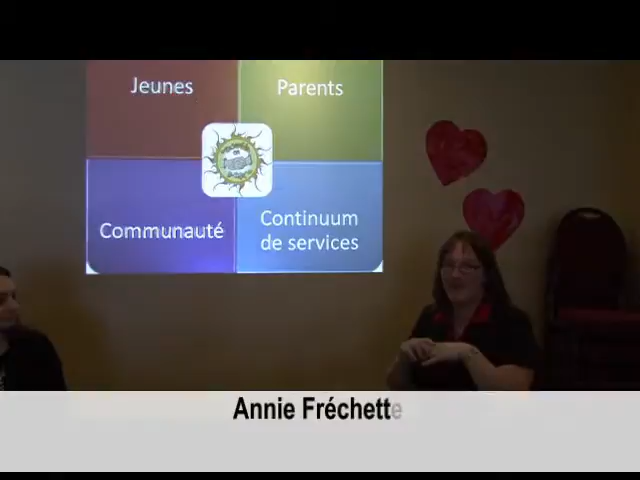 Jeunes
Parents
Communauté
Continuum
de services
Annie Fréchette